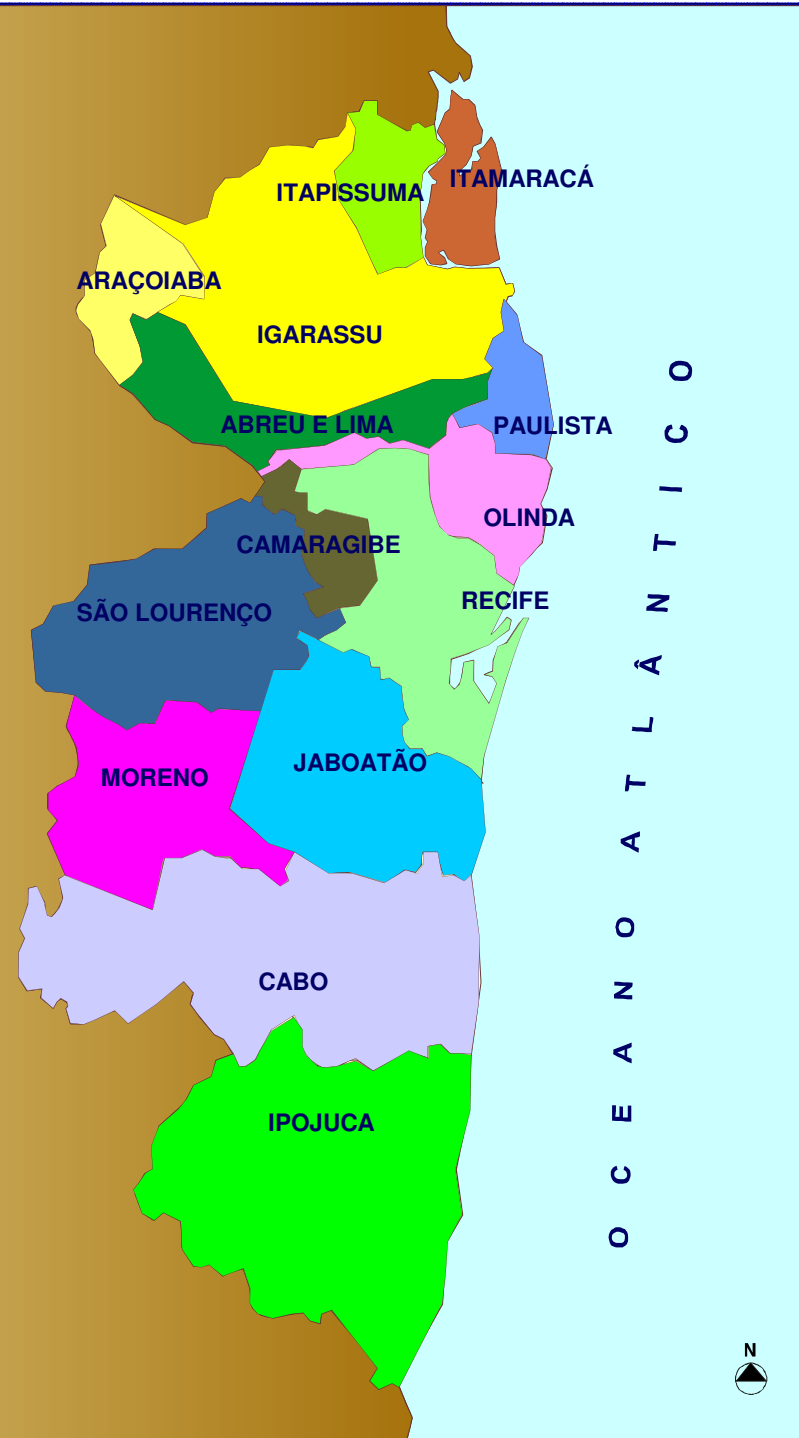 ITAMARACÁ
ITAPISSUMA
ARAÇOIABA
IGARASSU
ABREU E LIMA
PAULISTA
OLINDA
CAMARAGIBE
RECIFE
SÃO LOURENÇO
JABOATÃO
MORENO
CABO
IPOJUCA
OCEANO ATLÂNTICO
N